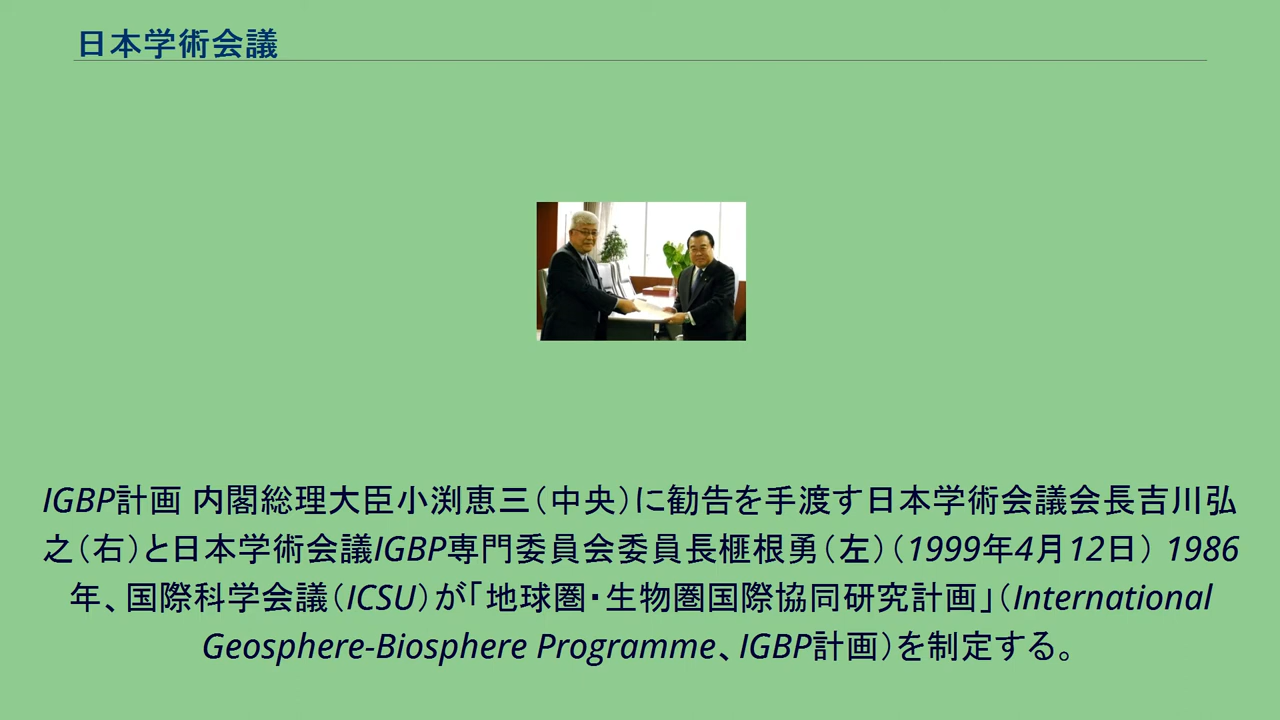 日本学術会議
IGBP計画 内閣総理大臣小渕恵三（中央）に勧告を手渡す日本学術会議会長吉川弘
之（右）と日本学術会議IGBP専門委員会委員長榧根勇（左）（1999年4月12日） 1986
年、国際科学会議（ICSU）が「地球圏・生物圏国際協同研究計画」（International
Geosphere-Biosphere Programme、IGBP計画）を制定する。